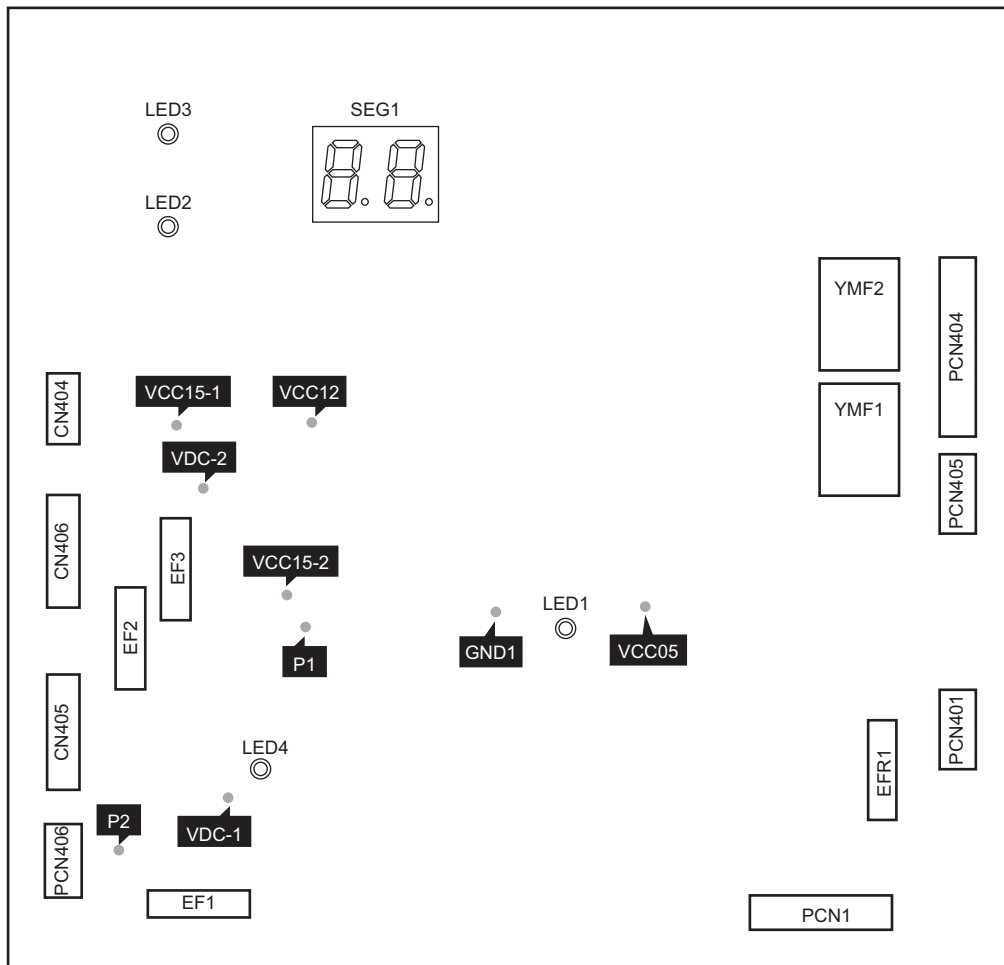 LED3
SEG1
LED2
YMF2
PCN404
CN404
VCC15-1
VCC12
YMF1
VDC-2
PCN405
CN406
EF3
VCC15-2
LED1
EF2
P1
GND1
VCC05
CN405
PCN401
LED4
EFR1
P2
VDC-1
PCN406
EF1
PCN1